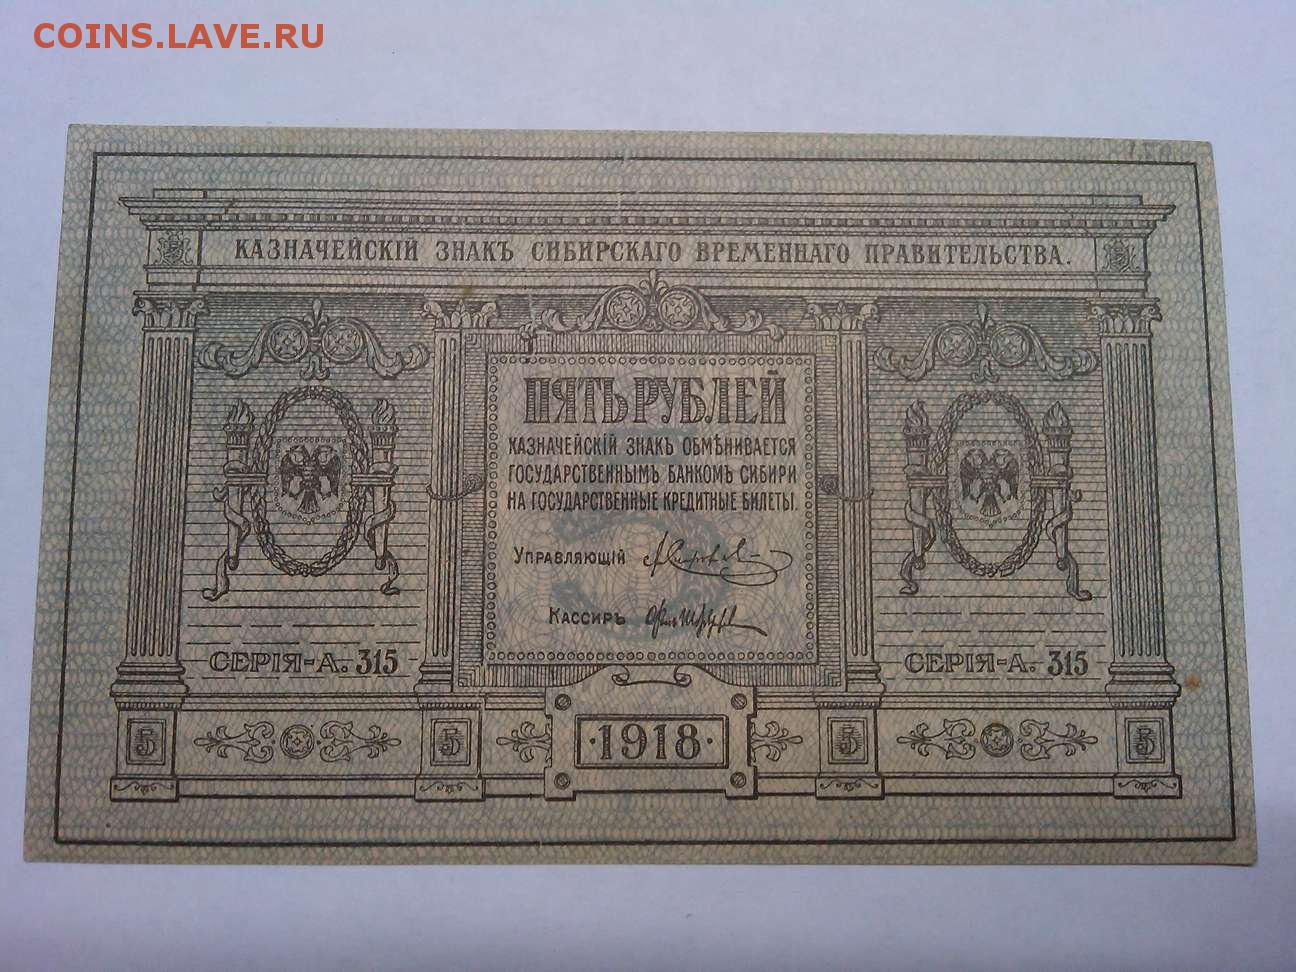 COINS.LAVE.RU
КАЗНАЧЕЙСКІЙ ЗНАКЪ СИБИРСКАГО ВРЕМЕННАГО ПРАВИТЕЛЬСТВА.
ПЯТЬ РУБЛЕЙ
КАЗНАЧЕЙСКІЙ ЗНАКЪ ОБМѢНИВАЕТСЯ
ГОСУДАРСТВЕННЫМЪ БАНКОМЪ СИБИРИ
НА ГОСУДАРСТВЕННЫЕ КРЕДИТНЫЕ БИЛЕТЫ.
5
УПРАВЛЯЮЩІЙ
КАССИРЪ
СЕРІЯ-А. 315
СЕРІЯ-А. 315
5 5 ·1918· 5 5